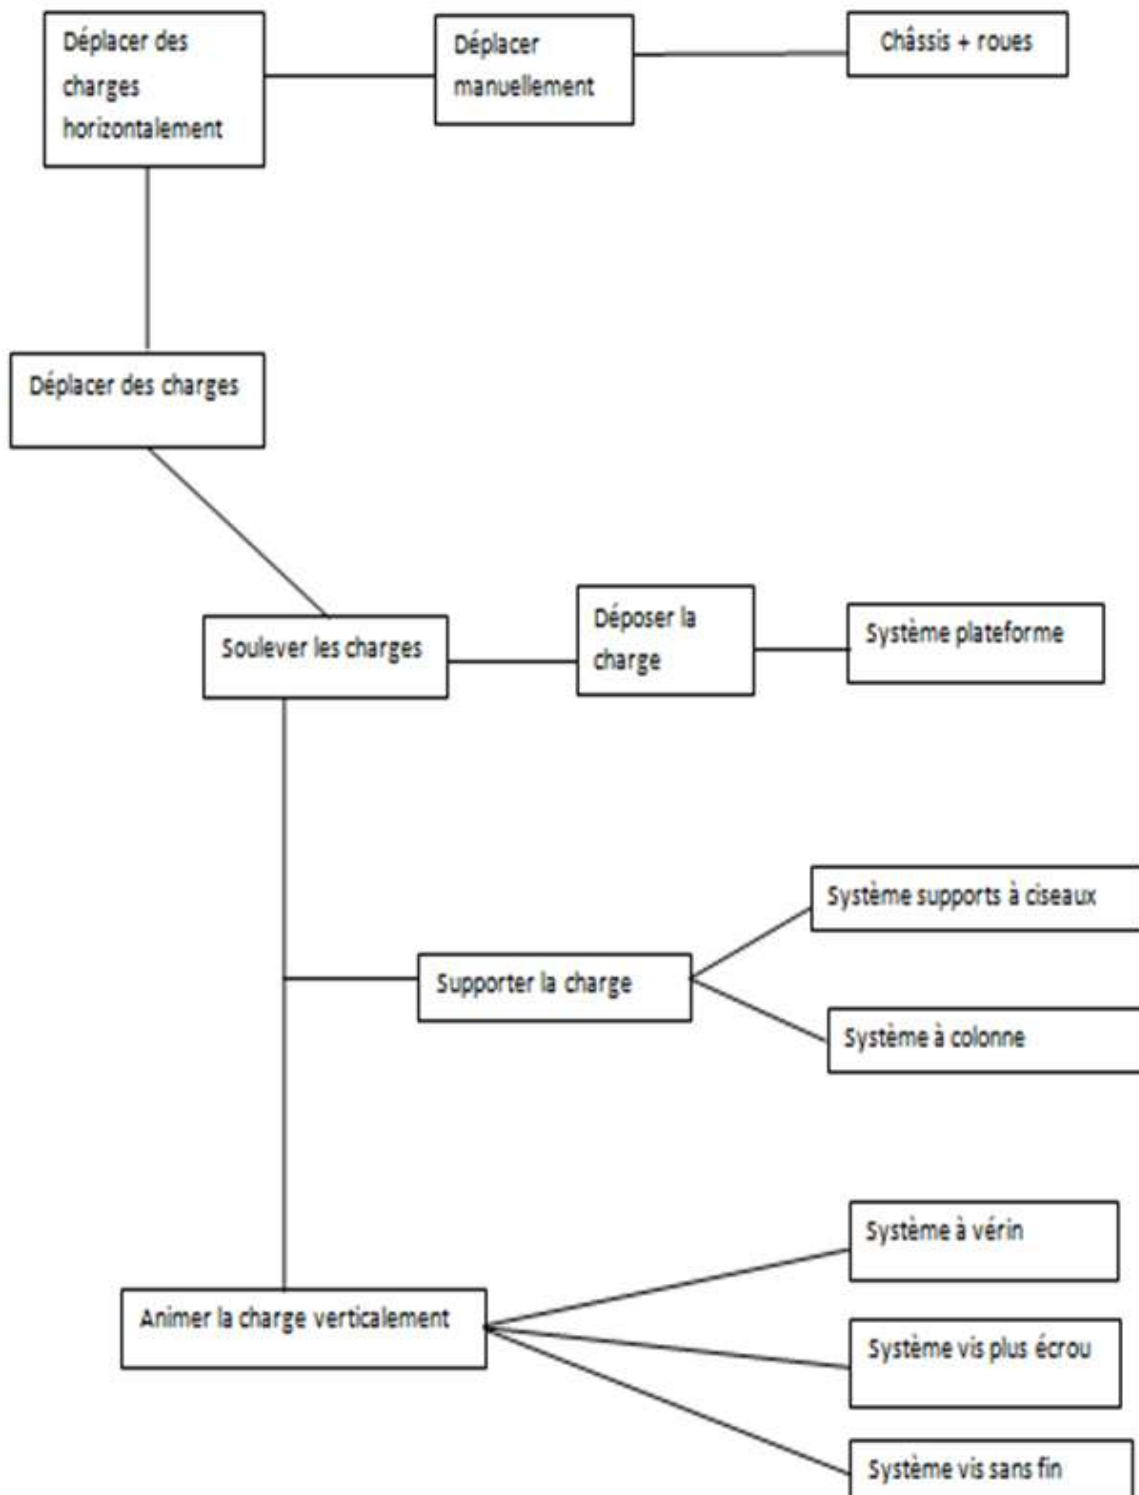 Déplacer des
charges
horizontalement
Déplacer
manuellement
Châssis + roues
Déplacer des charges
Soulever les charges
Déposer la
charge
Système plateforme
Système supports à ciseaux
Supporter la charge
Système à colonne
Système à vérin
Animer la charge verticalement
Système vis plus écrou
Système vis sans fin